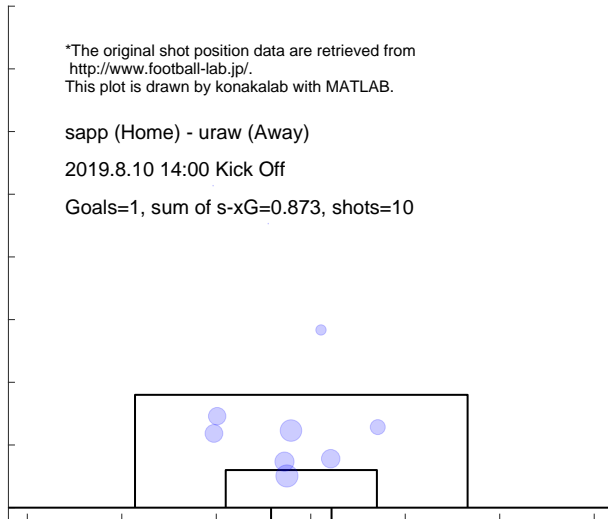 *The original shot position data are retrieved from
http://www.football-lab.jp/.
This plot is drawn by konakalab with MATLAB.
sapp (Home) - uraw (Away)
2019.8.10 14:00 Kick Off
Goals=1, sum of s-xG=0.873, shots=10